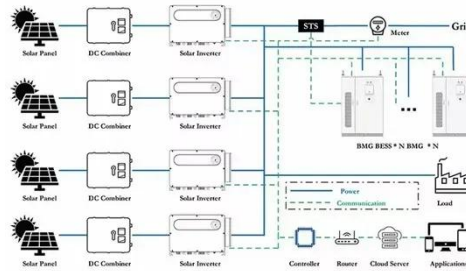 STS
Meter
Gri
Solar Panel DC Combiner Solar Inverter
Solar Panel DC Combiner Solar Inverter
BMG BESS * N BMG * N
Solar Panel DC Combiner Solar Inverter
Power
Communication
Load
Solar Panel DC Combiner Solar Inverter
Controller Router Cloud Server Application